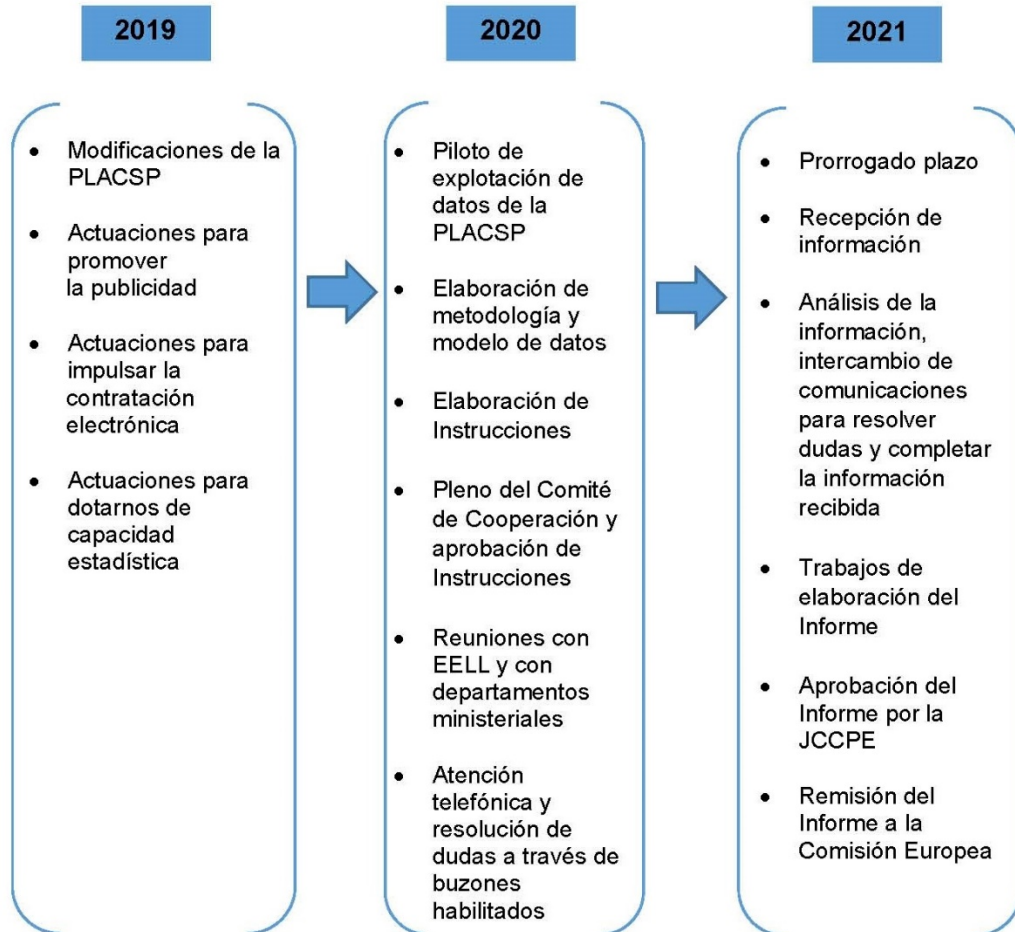 2019
Modificaciones de la
PLACSP
Actuaciones para
promover
la publicidad
Actuaciones para
impulsar la
contratación
electrónica
Actuaciones para
dotarnos de
capacidad
estadística
2020
Piloto de
explotación de
datos de la
PLACSP
Elaboración de
metodología y
modelo de datos
Elaboración de
Instrucciones
Pleno del Comité
de Cooperación y
aprobación de
Instrucciones
Reuniones con
EELL y con
departamentos
ministeriales
Atención
telefónica y
resolución de
dudas a través de
buzones
habilitados
2021
Prorrogado plazo
Recepción de
información
Análisis de la
información,
intercambio de
comunicaciones
para resolver
dudas y completar
la información
recibida
Trabajos de
elaboración del
Informe
Aprobación del
Informe por la
JCCPE
Remisión del
Informe a la
Comisión Europea